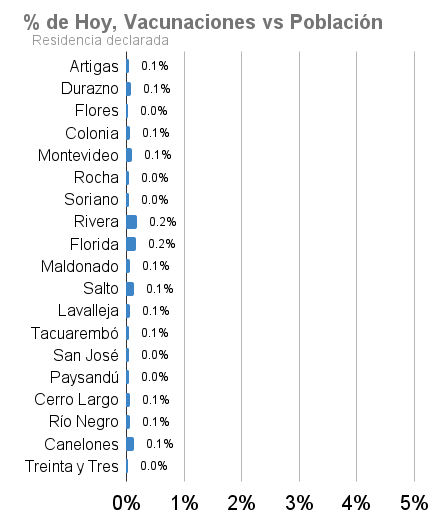 % de Hoy, Vacunaciones vs Población
Residencia declarada
Artigas 0.1%
Durazno 0.1%
Flores 0.0%
Colonia 0.1%
Montevideo 0.1%
Rocha 0.0%
Soriano 0.0%
Rivera 0.2%
Florida 0.2%
Maldonado 0.1%
Salto 0.1%
Lavalleja 0.1%
Tacuarembó 0.1%
San José 0.0%
Paysandú 0.0%
Cerro Largo 0.1%
Río Negro 0.1%
Canelones 0.1%
Treinta y Tres 0.0%
0% 1% 2% 3% 4% 5%